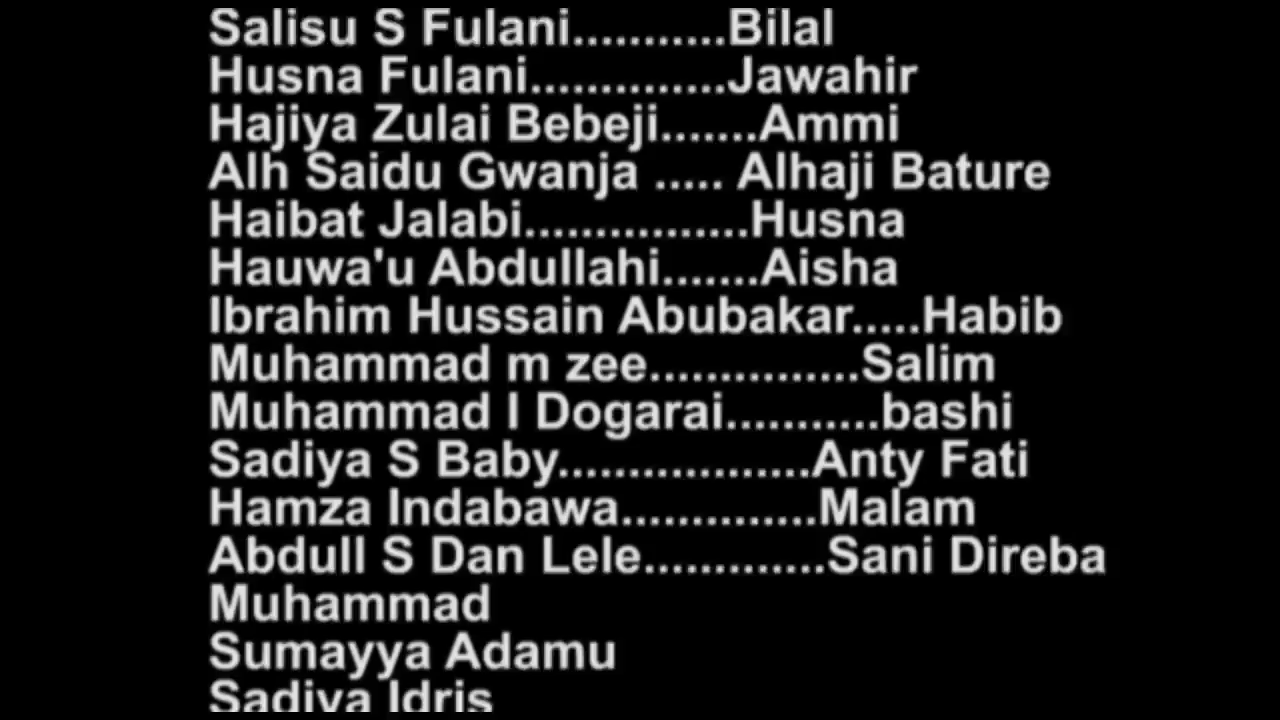 Salisu S Fulani...........Bilal
Husna Fulani..............Jawahir
Hajiya Zulai Bebeji.......Ammi
Alh Saidu Gwanja ..... Alhaji Bature
Haibat Jalabi................Husna
Hauwa'u Abdullahi.......Aisha
Ibrahim Hussain Abubakar.....Habib
Muhammad m zee...............Salim
Muhammad I Dogarai...........bashi
Sadiya S Baby..................Anty Fati
Hamza Indabawa..............Malam
Abdull S Dan Lele.............Sani Direba
Muhammad
Sumayya Adamu
Sadiya Idris